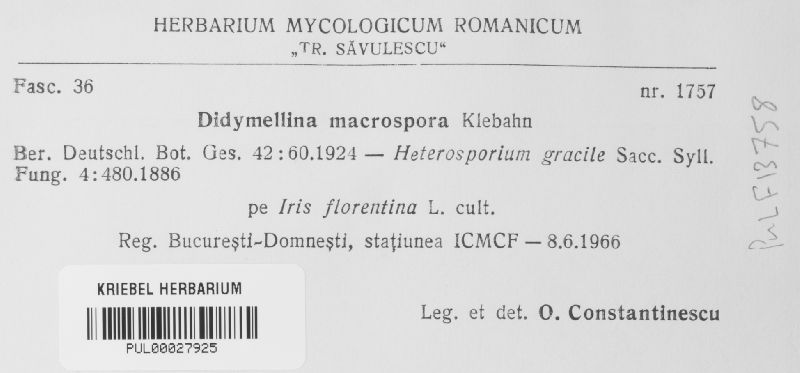 HERBARIUM MYCOLOGICUM ROMANICUM
„TR. SĂVULESCU“
Fasc. 36
nr. 1757
Didymellina macrospora Klebahn
Ber. Deutschl. Bot. Ges. 42:60.1924 — Heterosporium gracile Sacc. Syll.
Fung. 4:480.1886
pe Iris florentina L. cult.
Reg. Bucureşti-Domneşti, staţiunea ICMCF — 8.6.1966
Leg. et det. O. Constantinescu
KRIEBEL HERBARIUM
PUL00027925
PULF13758